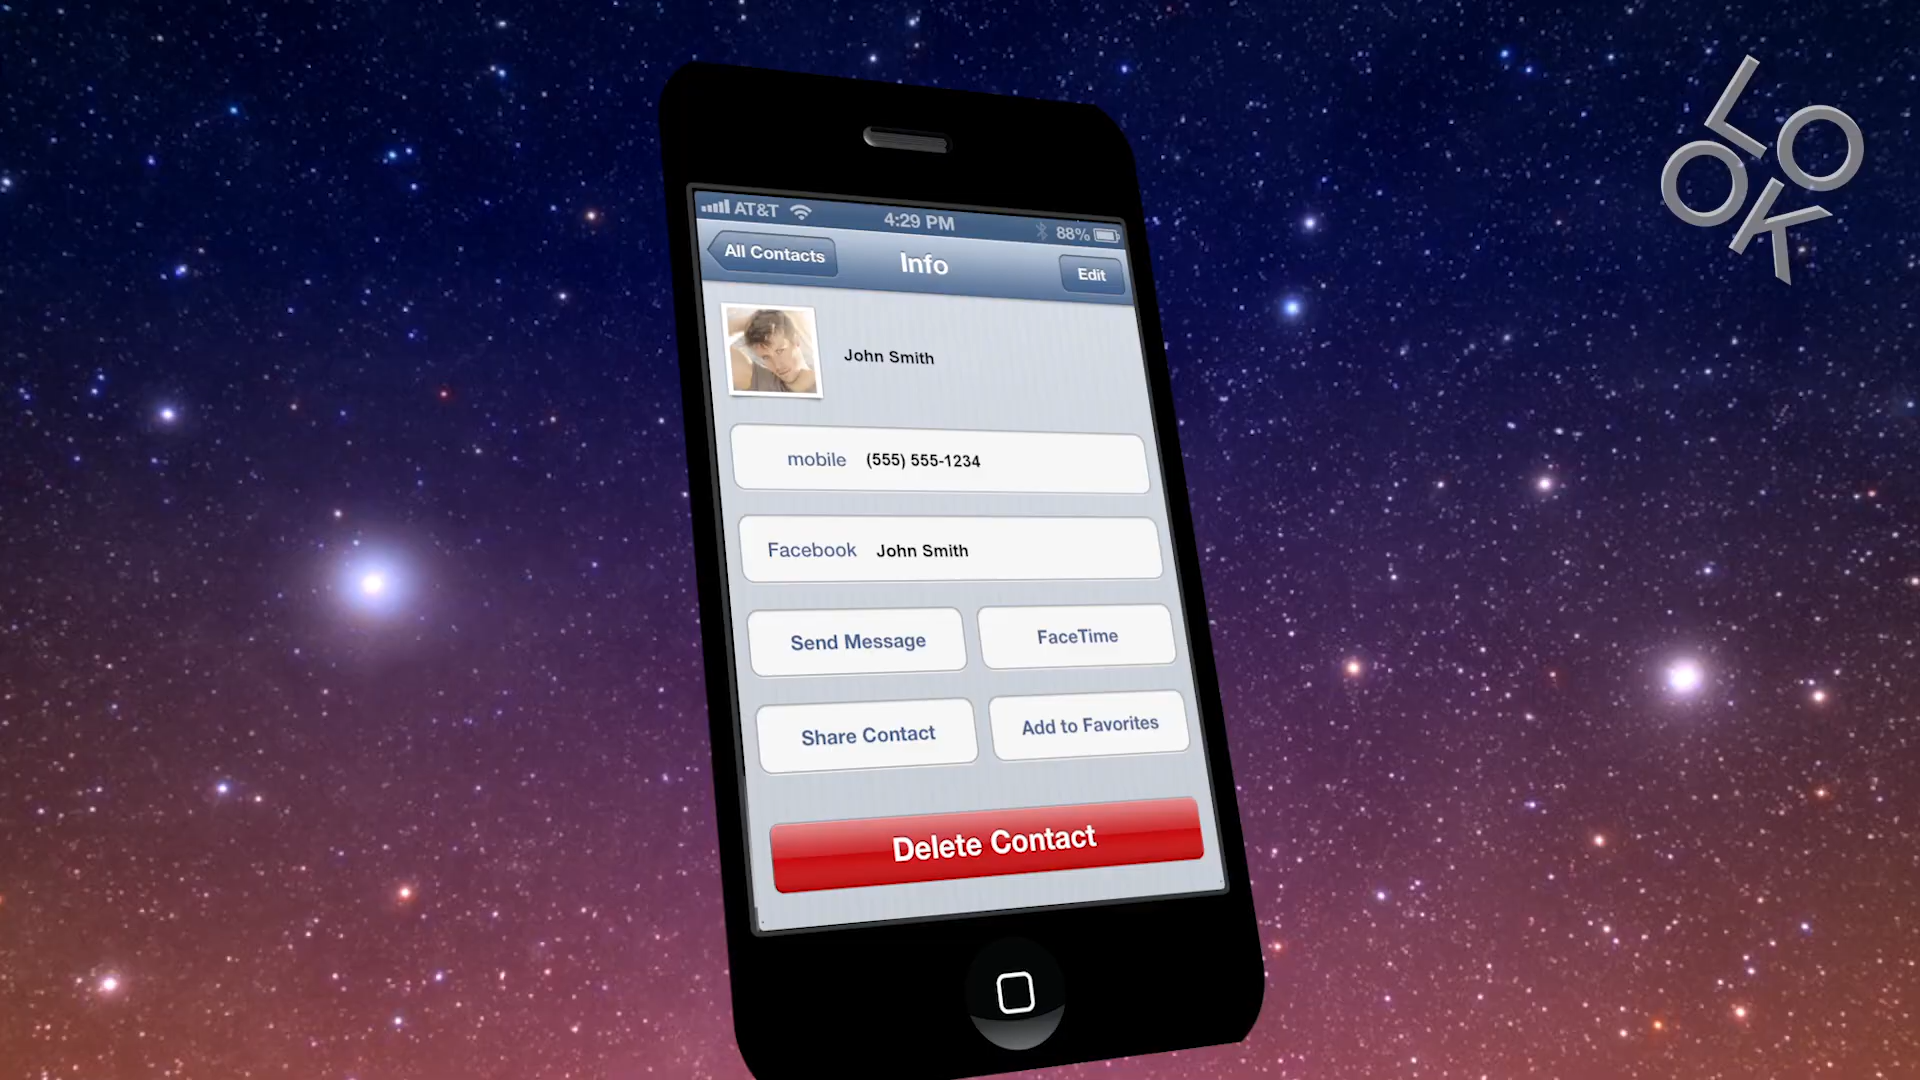 LOOK
AT&T 4:29 PM 88%
All Contacts Info Edit
John Smith
mobile (555) 555-1234
Facebook John Smith
Send Message FaceTime
Share Contact Add to Favorites
Delete Contact